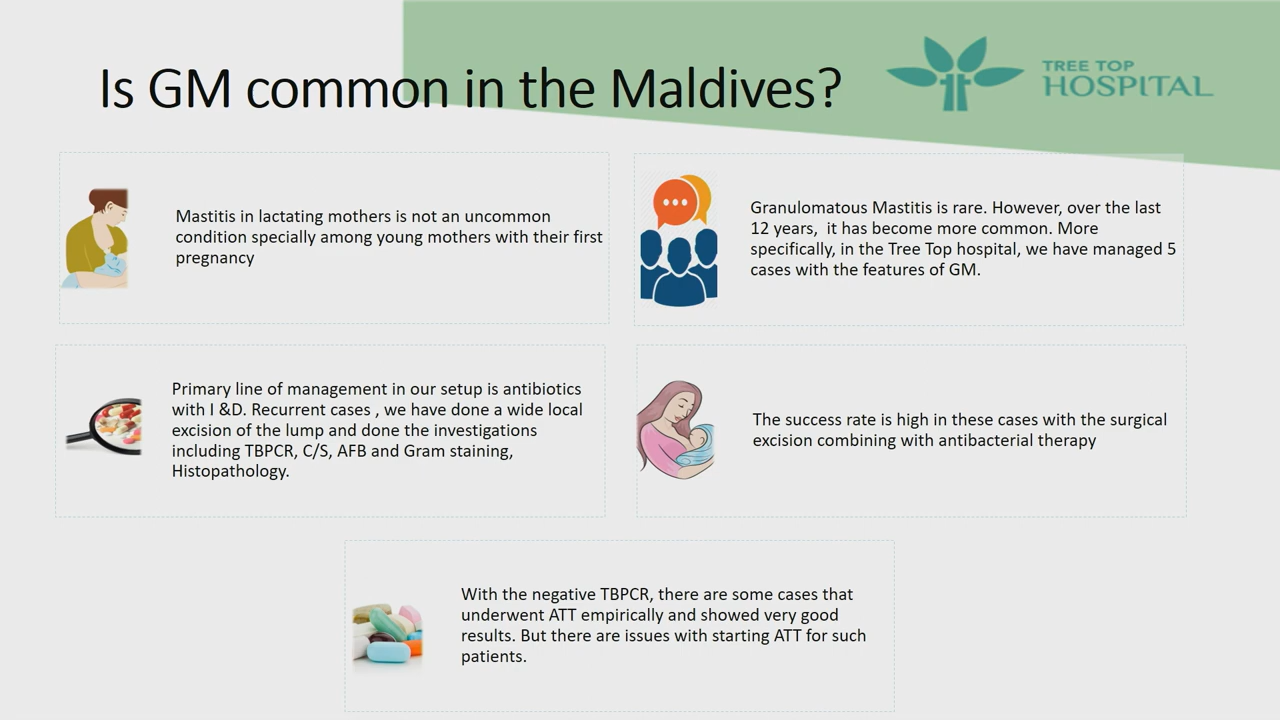 Is GM common in the Maldives?
TREE TOP
HOSPITAL
Mastitis in lactating mothers is not an uncommon
condition specially among young mothers with their first
pregnancy
Granulomatous Mastitis is rare. However, over the last
12 years, it has become more common. More
specifically, in the Tree Top hospital, we have managed 5
cases with the features of GM.
Primary line of management in our setup is antibiotics
with I &D. Recurrent cases , we have done a wide local
excision of the lump and done the investigations
including TBPCR, C/S, AFB and Gram staining,
Histopathology.
The success rate is high in these cases with the surgical
excision combining with antibacterial therapy
With the negative TBPCR, there are some cases that
underwent ATT empirically and showed very good
results. But there are issues with starting ATT for such
patients.